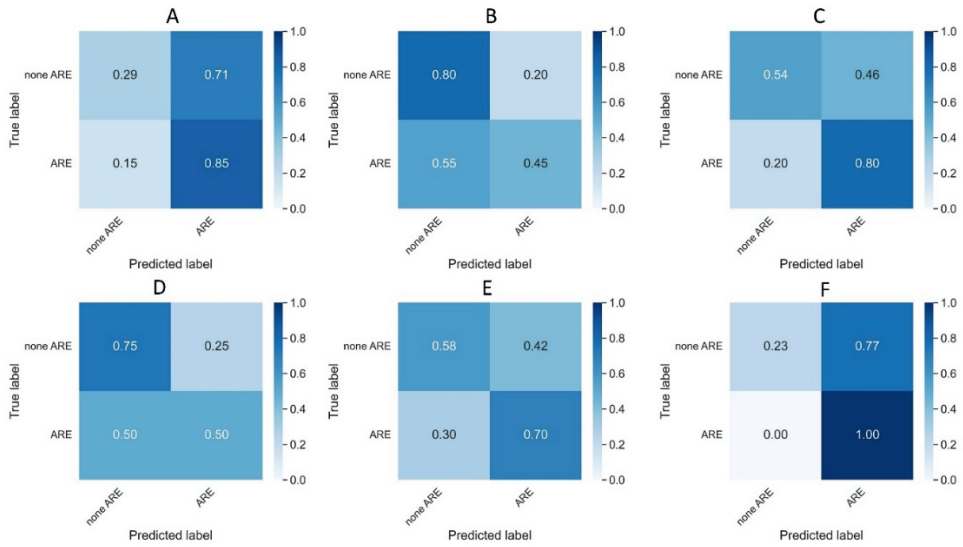 A
True label
none ARE
ARE
0.29
0.71
0.15
0.85
none ARE
ARE
Predicted label
1.0
0.8
0.6
0.4
0.2
0.0
B
True label
none ARE
ARE
0.80
0.20
0.55
0.45
none ARE
ARE
Predicted label
1.0
0.8
0.6
0.4
0.2
0.0
C
True label
none ARE
ARE
0.54
0.46
0.20
0.80
none ARE
ARE
Predicted label
1.0
0.8
0.6
0.4
0.2
0.0
D
True label
none ARE
ARE
0.75
0.25
0.50
0.50
none ARE
ARE
Predicted label
1.0
0.8
0.6
0.4
0.2
0.0
E
True label
none ARE
ARE
0.58
0.42
0.30
0.70
none ARE
ARE
Predicted label
1.0
0.8
0.6
0.4
0.2
0.0
F
True label
none ARE
ARE
0.23
0.77
0.00
1.00
none ARE
ARE
Predicted label
1.0
0.8
0.6
0.4
0.2
0.0